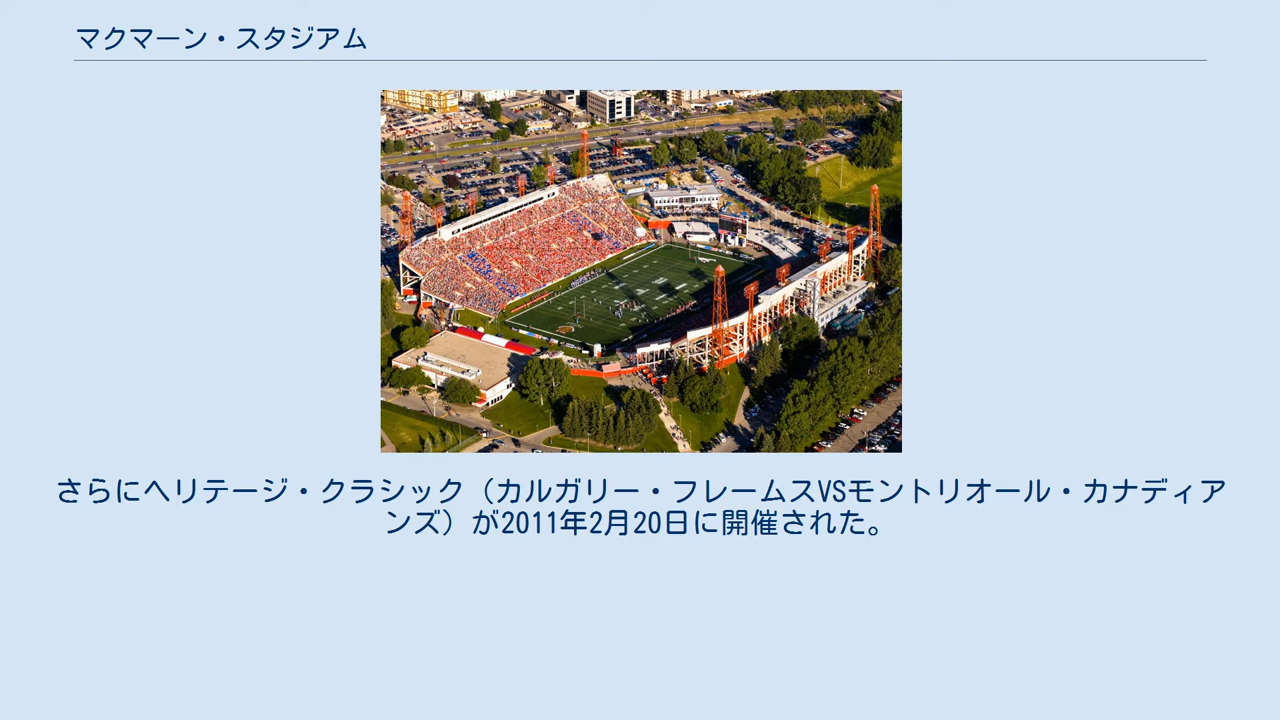 マクマーン・スタジアム
さらにヘリテージ・クラシック（カルガリー・フレームスVSモントリオール・カナディア
ンズ）が2011年2月20日に開催された。